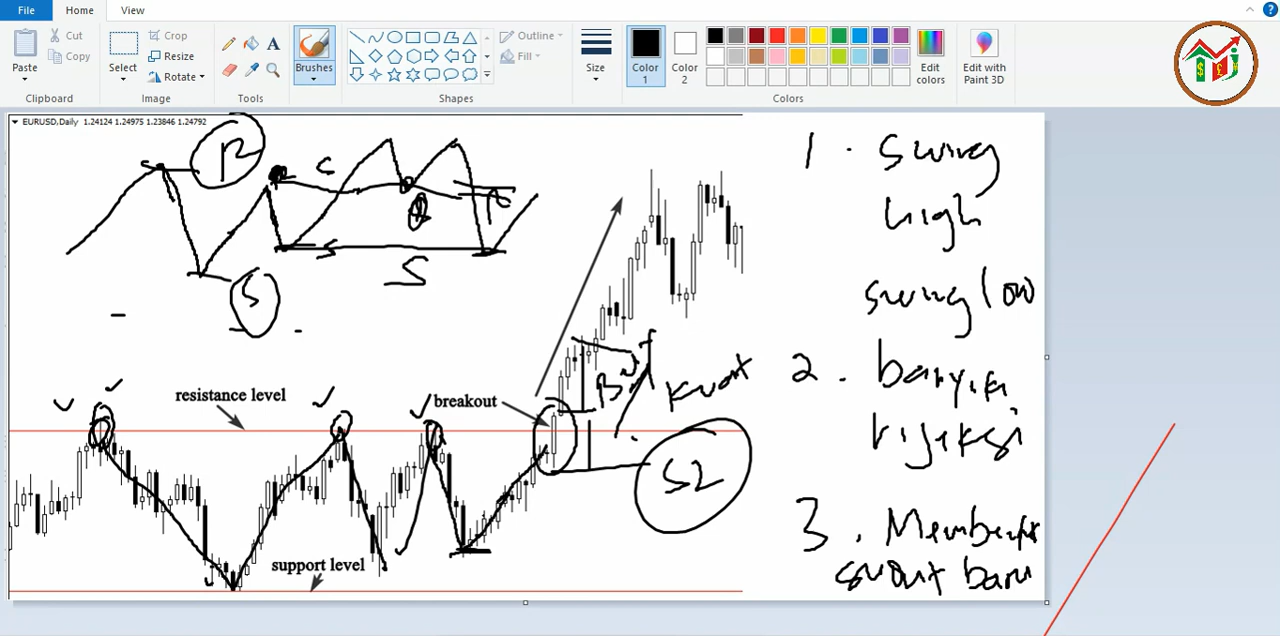 File
Home
View
Cut
Copy
Paste
Clipboard
Crop
Resize
Rotate
Select
Image
A
Tools
Brushes
Outline
Fill
Shapes
Size
Color 1
Color 2
Edit colors
Colors
Edit with Paint 3D
EURUSD,Daily 1.24124 1.24975 1.23846 1.24792
R
S
S
S
resistance level
breakout
support level
Kuat
S2
1. Swing
high
swing low
2. banyak
rijeksi
3. Membentuk
baru